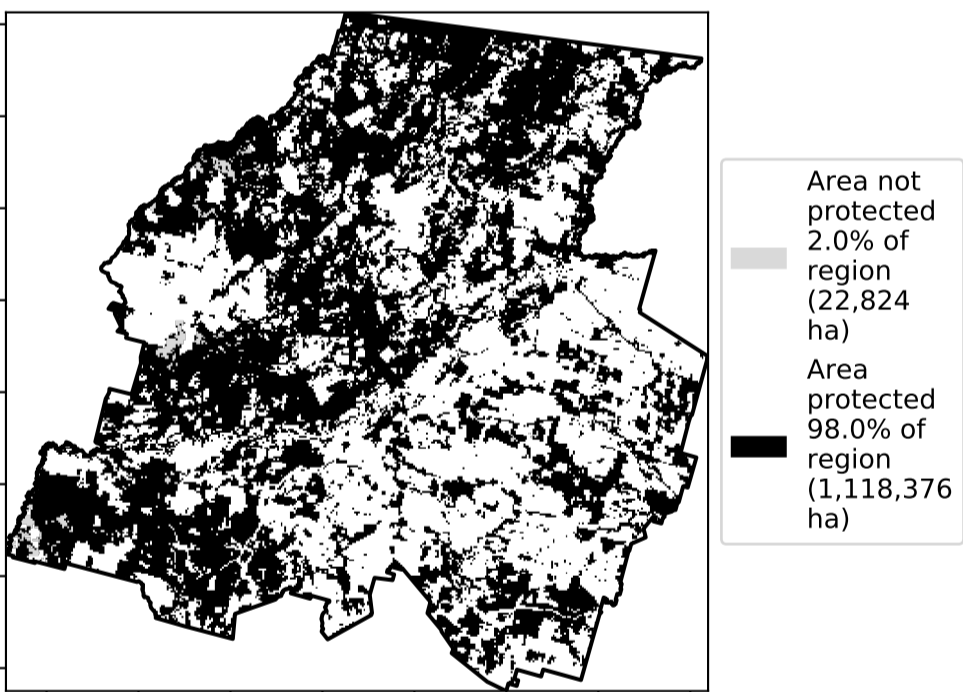 Area not
protected
2.0% of
region
(22,824
ha)
Area
protected
98.0% of
region
(1,118,376
ha)